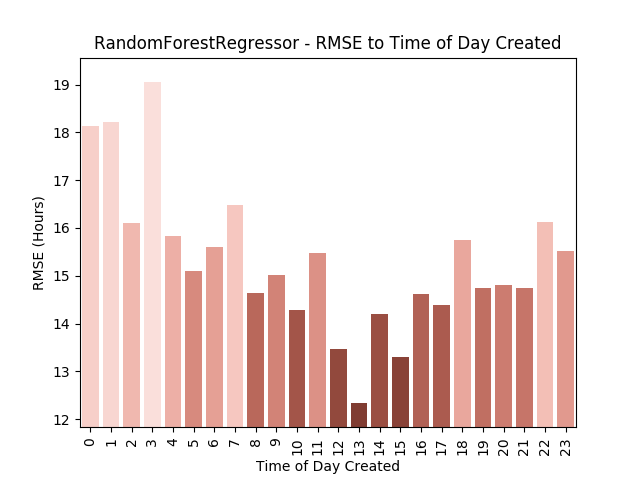 RandomForestRegressor - RMSE to Time of Day Created
19
18
17
16
15
14
13
12
RMSE (Hours)
0 1 2 3 4 5 6 7 8 9 10 11 12 13 14 15 16 17 18 19 20 21 22 23
Time of Day Created